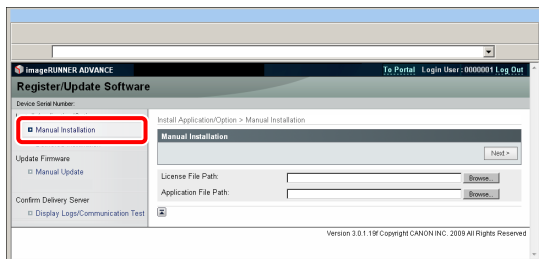 imageRUNNER ADVANCE
To Portal Login User : 0000001 Log Out
Register/Update Software
Device Serial Number:
Manual Installation
Update Firmware
Manual Update
Confirm Delivery Server
Display Logs/Communication Test
Install Application/Option > Manual Installation
Manual Installation
Next >
License File Path:
Browse...
Application File Path:
Browse...
Version 3.0.1.19f Copyright CANON INC. 2009 All Rights Reserved